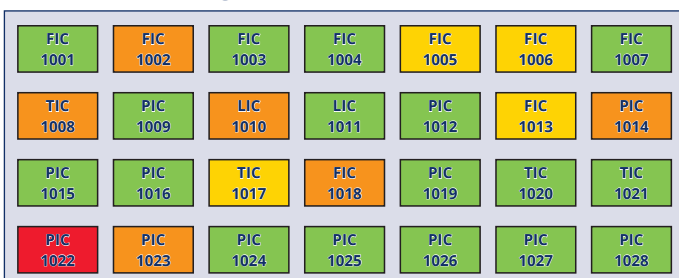 FIC FIC FIC FIC FIC FIC FIC
1001 1002 1003 1004 1005 1006 1007
TIC PIC LIC LIC PIC FIC PIC
1008 1009 1010 1011 1012 1013 1014
PIC PIC TIC FIC PIC TIC TIC
1015 1016 1017 1018 1019 1020 1021
PIC PIC PIC PIC PIC PIC PIC
1022 1023 1024 1025 1026 1027 1028